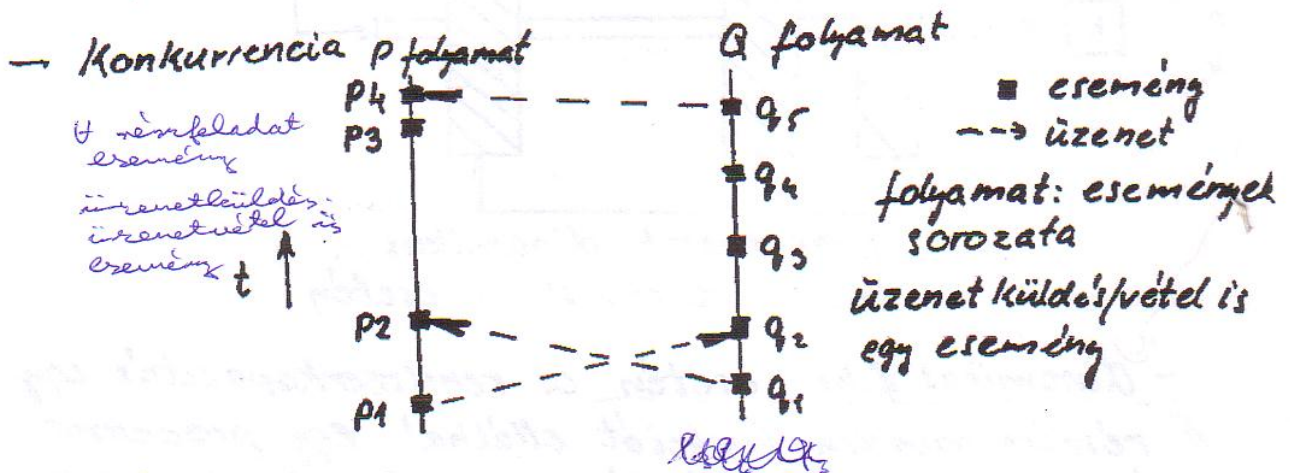 — Konkurrencia P folyamat
Q folyamat
P4
P3
P2
P1
t
q5
q4
q3
q2
q1
∀ részfeladat
esemény
üzenetküldés,
üzenetvétel is
esemény
■ esemény
--→ üzenet
folyamat: események
sorozata
üzenet küldés/vétel is
egy esemény